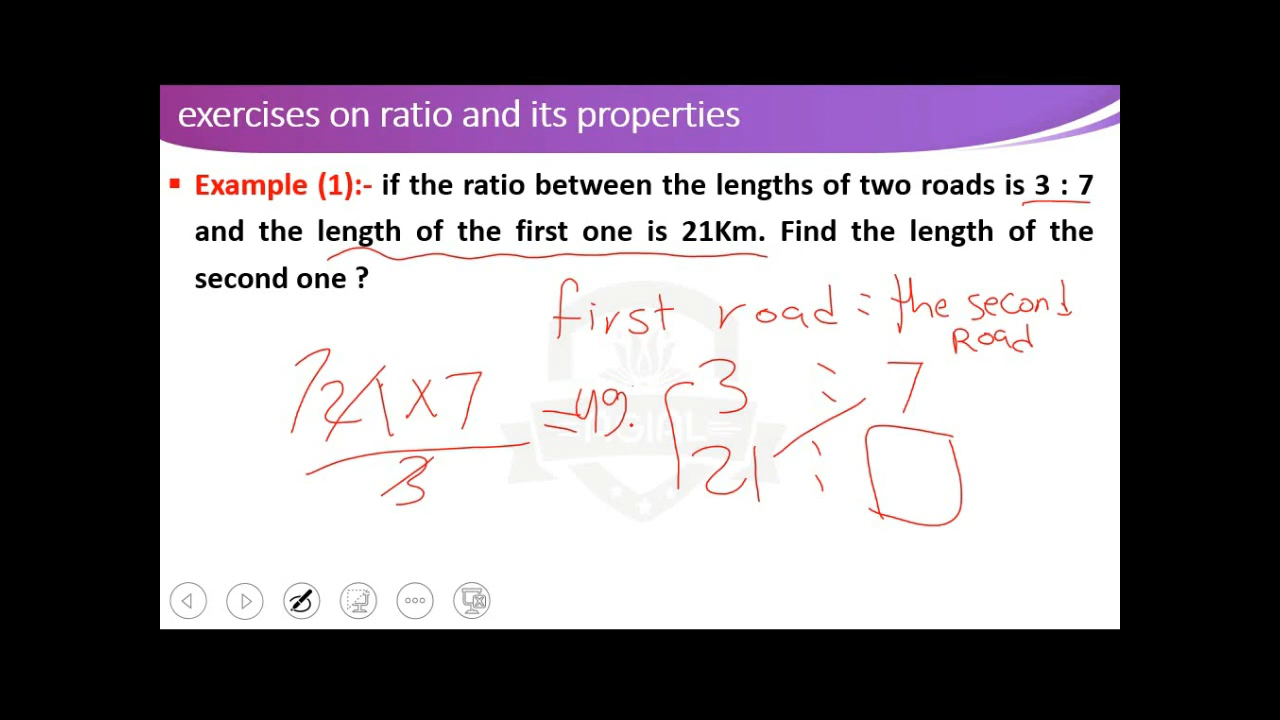 exercises on ratio and its properties
Example (1):- if the ratio between the lengths of two roads is 3 : 7
and the length of the first one is 21Km. Find the length of the
second one ?
first road : the second
Road
7 21 X 7 = 49. 3 : 7
3
21 :